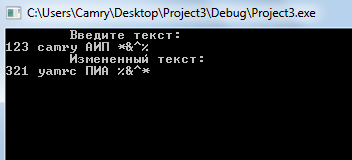 C:\Users\Camry\Desktop\Project3\Debug\Project3.exe
Введите текст:
123 camry АИП *&^%
Измененный текст:
321 yamrc ПИА %&^*